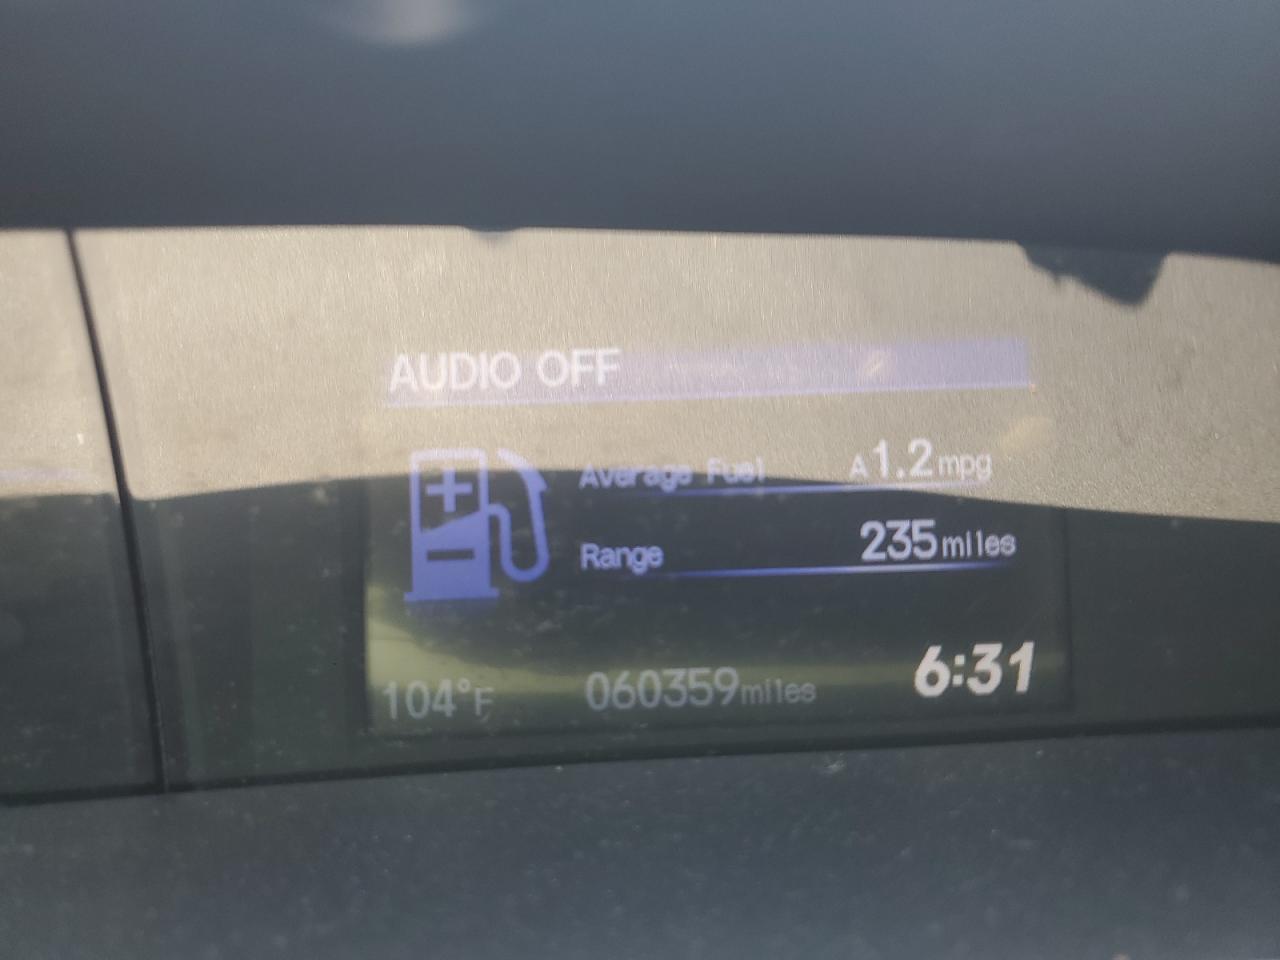 AUDIO OFF
Average Fuel A1.2mpg
Range 235miles
104°F 060359miles 6:31